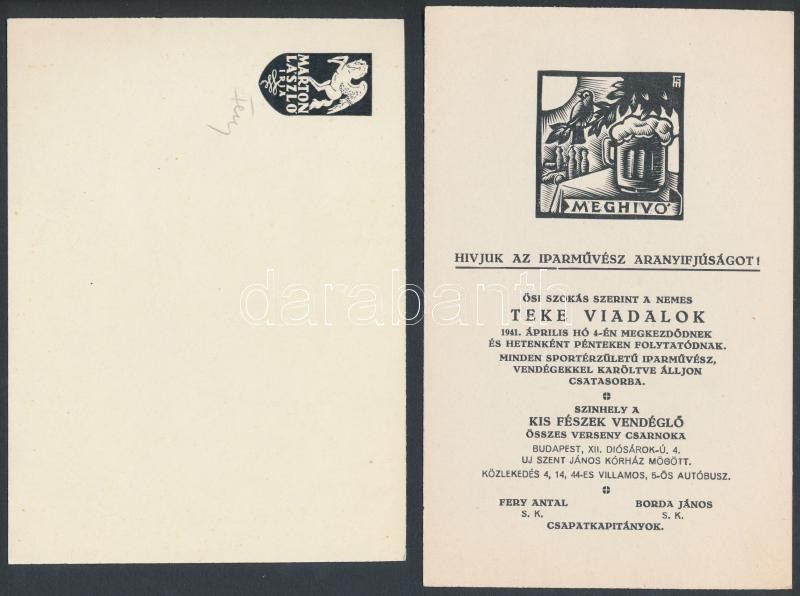 MARTON
LÁSZLÓ
IRJA
Fery
MEGHIVÓ
HIVJUK AZ IPARMŰVÉSZ ARANYIFJÚSÁGOT!
ŐSI SZOKÁS SZERINT A NEMES
TEKE VIADALOK
1941. ÁPRILIS HÓ 4-ÉN MEGKEZDŐDNEK
ÉS HETENKÉNT PÉNTEKEN FOLYTATÓDNAK.
MINDEN SPORTÉRZÜLETŰ IPARMŰVÉSZ,
VENDÉGEKKEL KARÖLTVE ÁLLJON
CSATASORBA.
SZINHELY A
KIS FÉSZEK VENDÉGLŐ
ÖSSZES VERSENY CSARNOKA
BUDAPEST, XII. DIÓSÁROK-Ú. 4.
UJ SZENT JÁNOS KÓRHÁZ MÖGÖTT.
KÖZLEKEDÉS 4, 14, 44-ES VILLAMOS, 5-ÖS AUTÓBUSZ.
FERY ANTAL BORDA JÁNOS
S. K. S. K.
CSAPATKAPITÁNYOK.
darabanth